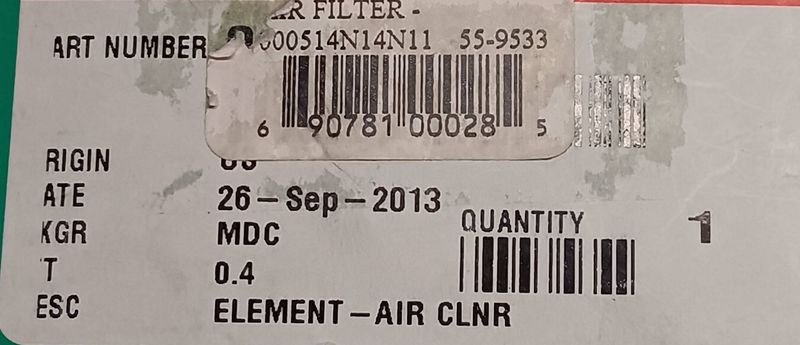 AIR FILTER -
ART NUMBER
000514N14N11 55-9533
6 90781 00028 5
RIGIN
ATE 26-Sep-2013
QUANTITY 1
KGR MDC
T 0.4
ESC ELEMENT-AIR CLNR